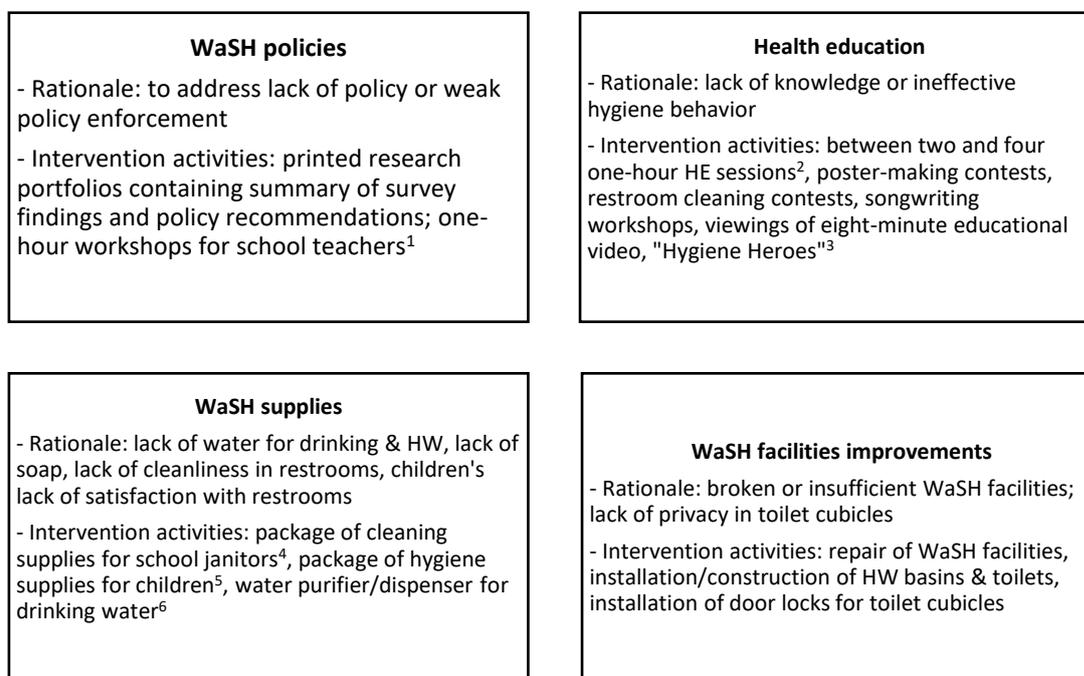 WaSH policies
- Rationale: to address lack of policy or weak
policy enforcement
- Intervention activities: printed research
portfolios containing summary of survey
findings and policy recommendations; one-
hour workshops for school teachers1
Health education
- Rationale: lack of knowledge or ineffective
hygiene behavior
- Intervention activities: between two and four
one-hour HE sessions2, poster-making contests,
restroom cleaning contests, songwriting
workshops, viewings of eight-minute educational
video, "Hygiene Heroes"3
WaSH supplies
- Rationale: lack of water for drinking & HW, lack of
soap, lack of cleanliness in restrooms, children's
lack of satisfaction with restrooms
- Intervention activities: package of cleaning
supplies for school janitors4, package of hygiene
supplies for children5, water purifier/dispenser for
drinking water6
WaSH facilities improvements
- Rationale: broken or insufficient WaSH facilities;
lack of privacy in toilet cubicles
- Intervention activities: repair of WaSH facilities,
installation/construction of HW basins & toilets,
installation of door locks for toilet cubicles